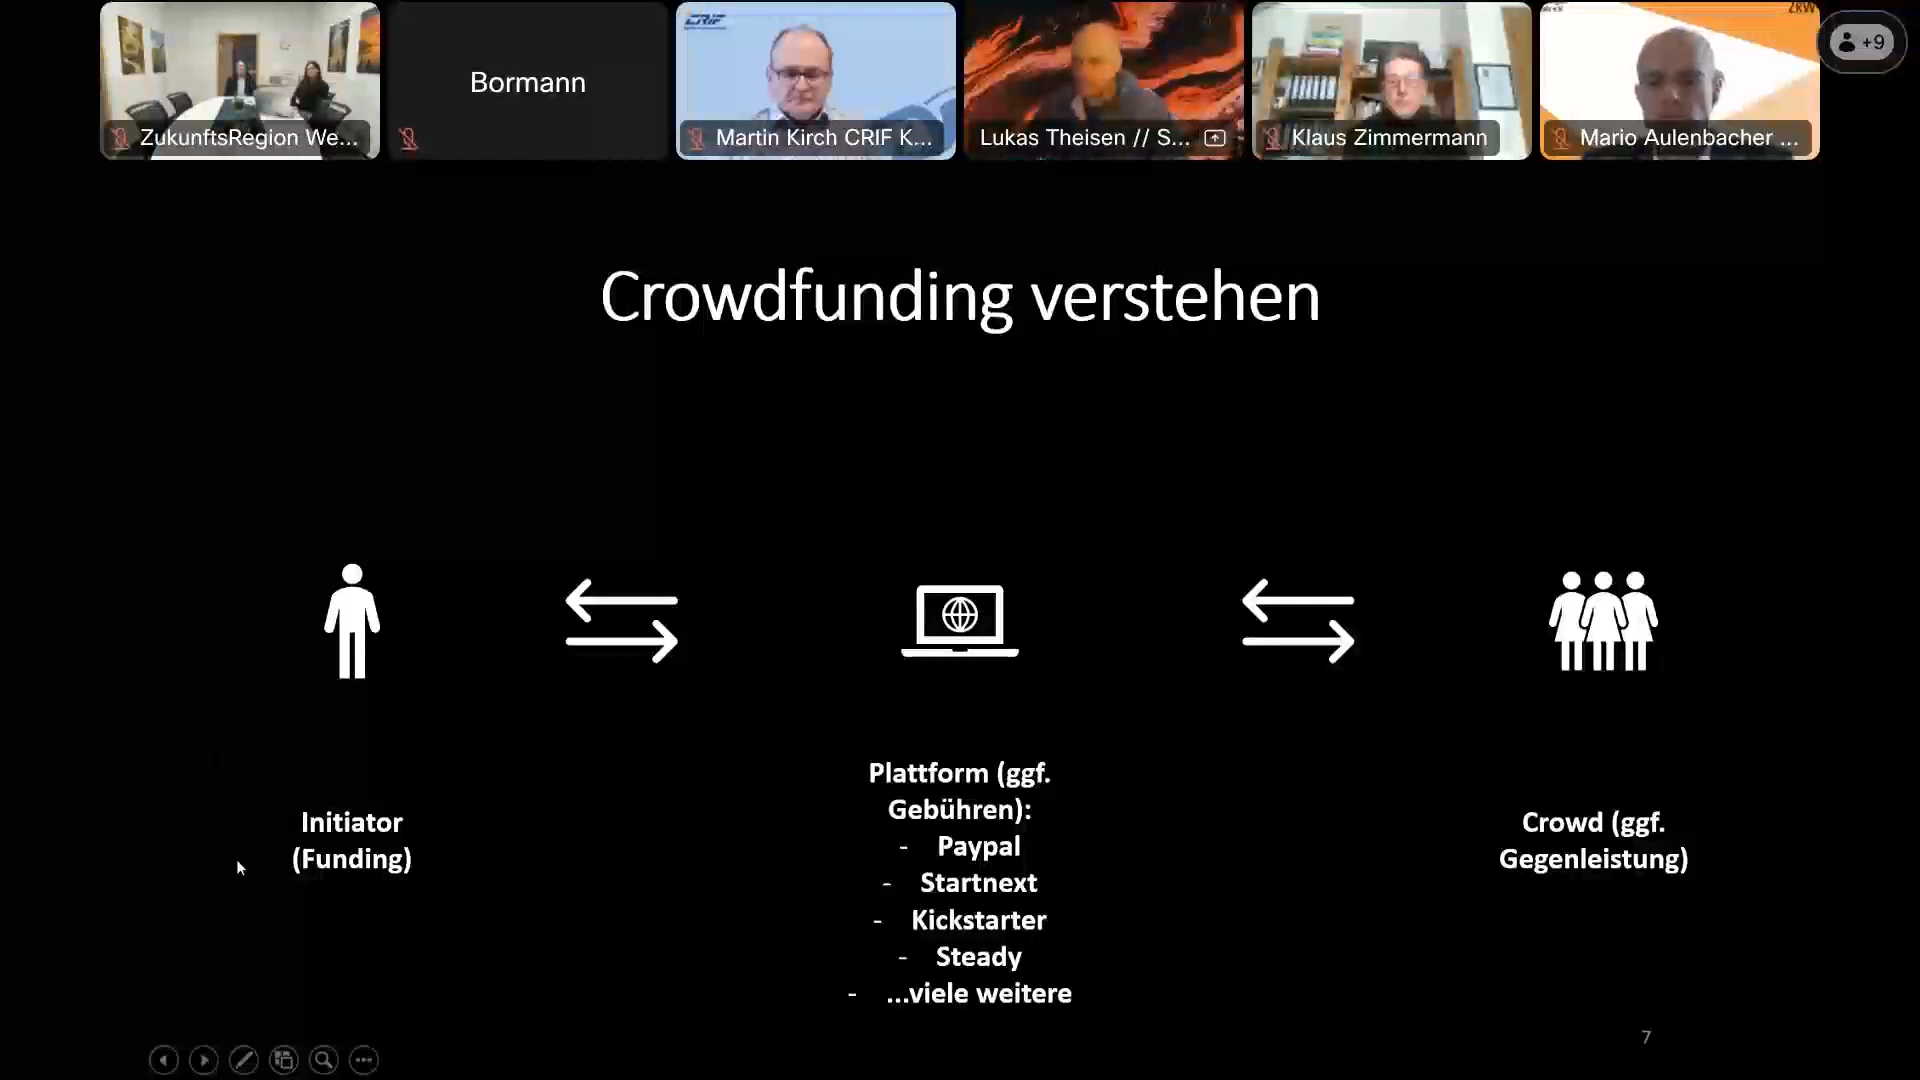 ZukunftsRegion We...
Bormann
Martin Kirch CRIF K...
Lukas Theisen // S...
Klaus Zimmermann
Mario Aulenbacher ...
ZRW
+9
Crowdfunding verstehen
Initiator
(Funding)
Plattform (ggf.
Gebühren):
- Paypal
- Startnext
- Kickstarter
- Steady
- ...viele weitere
Crowd (ggf.
Gegenleistung)
7